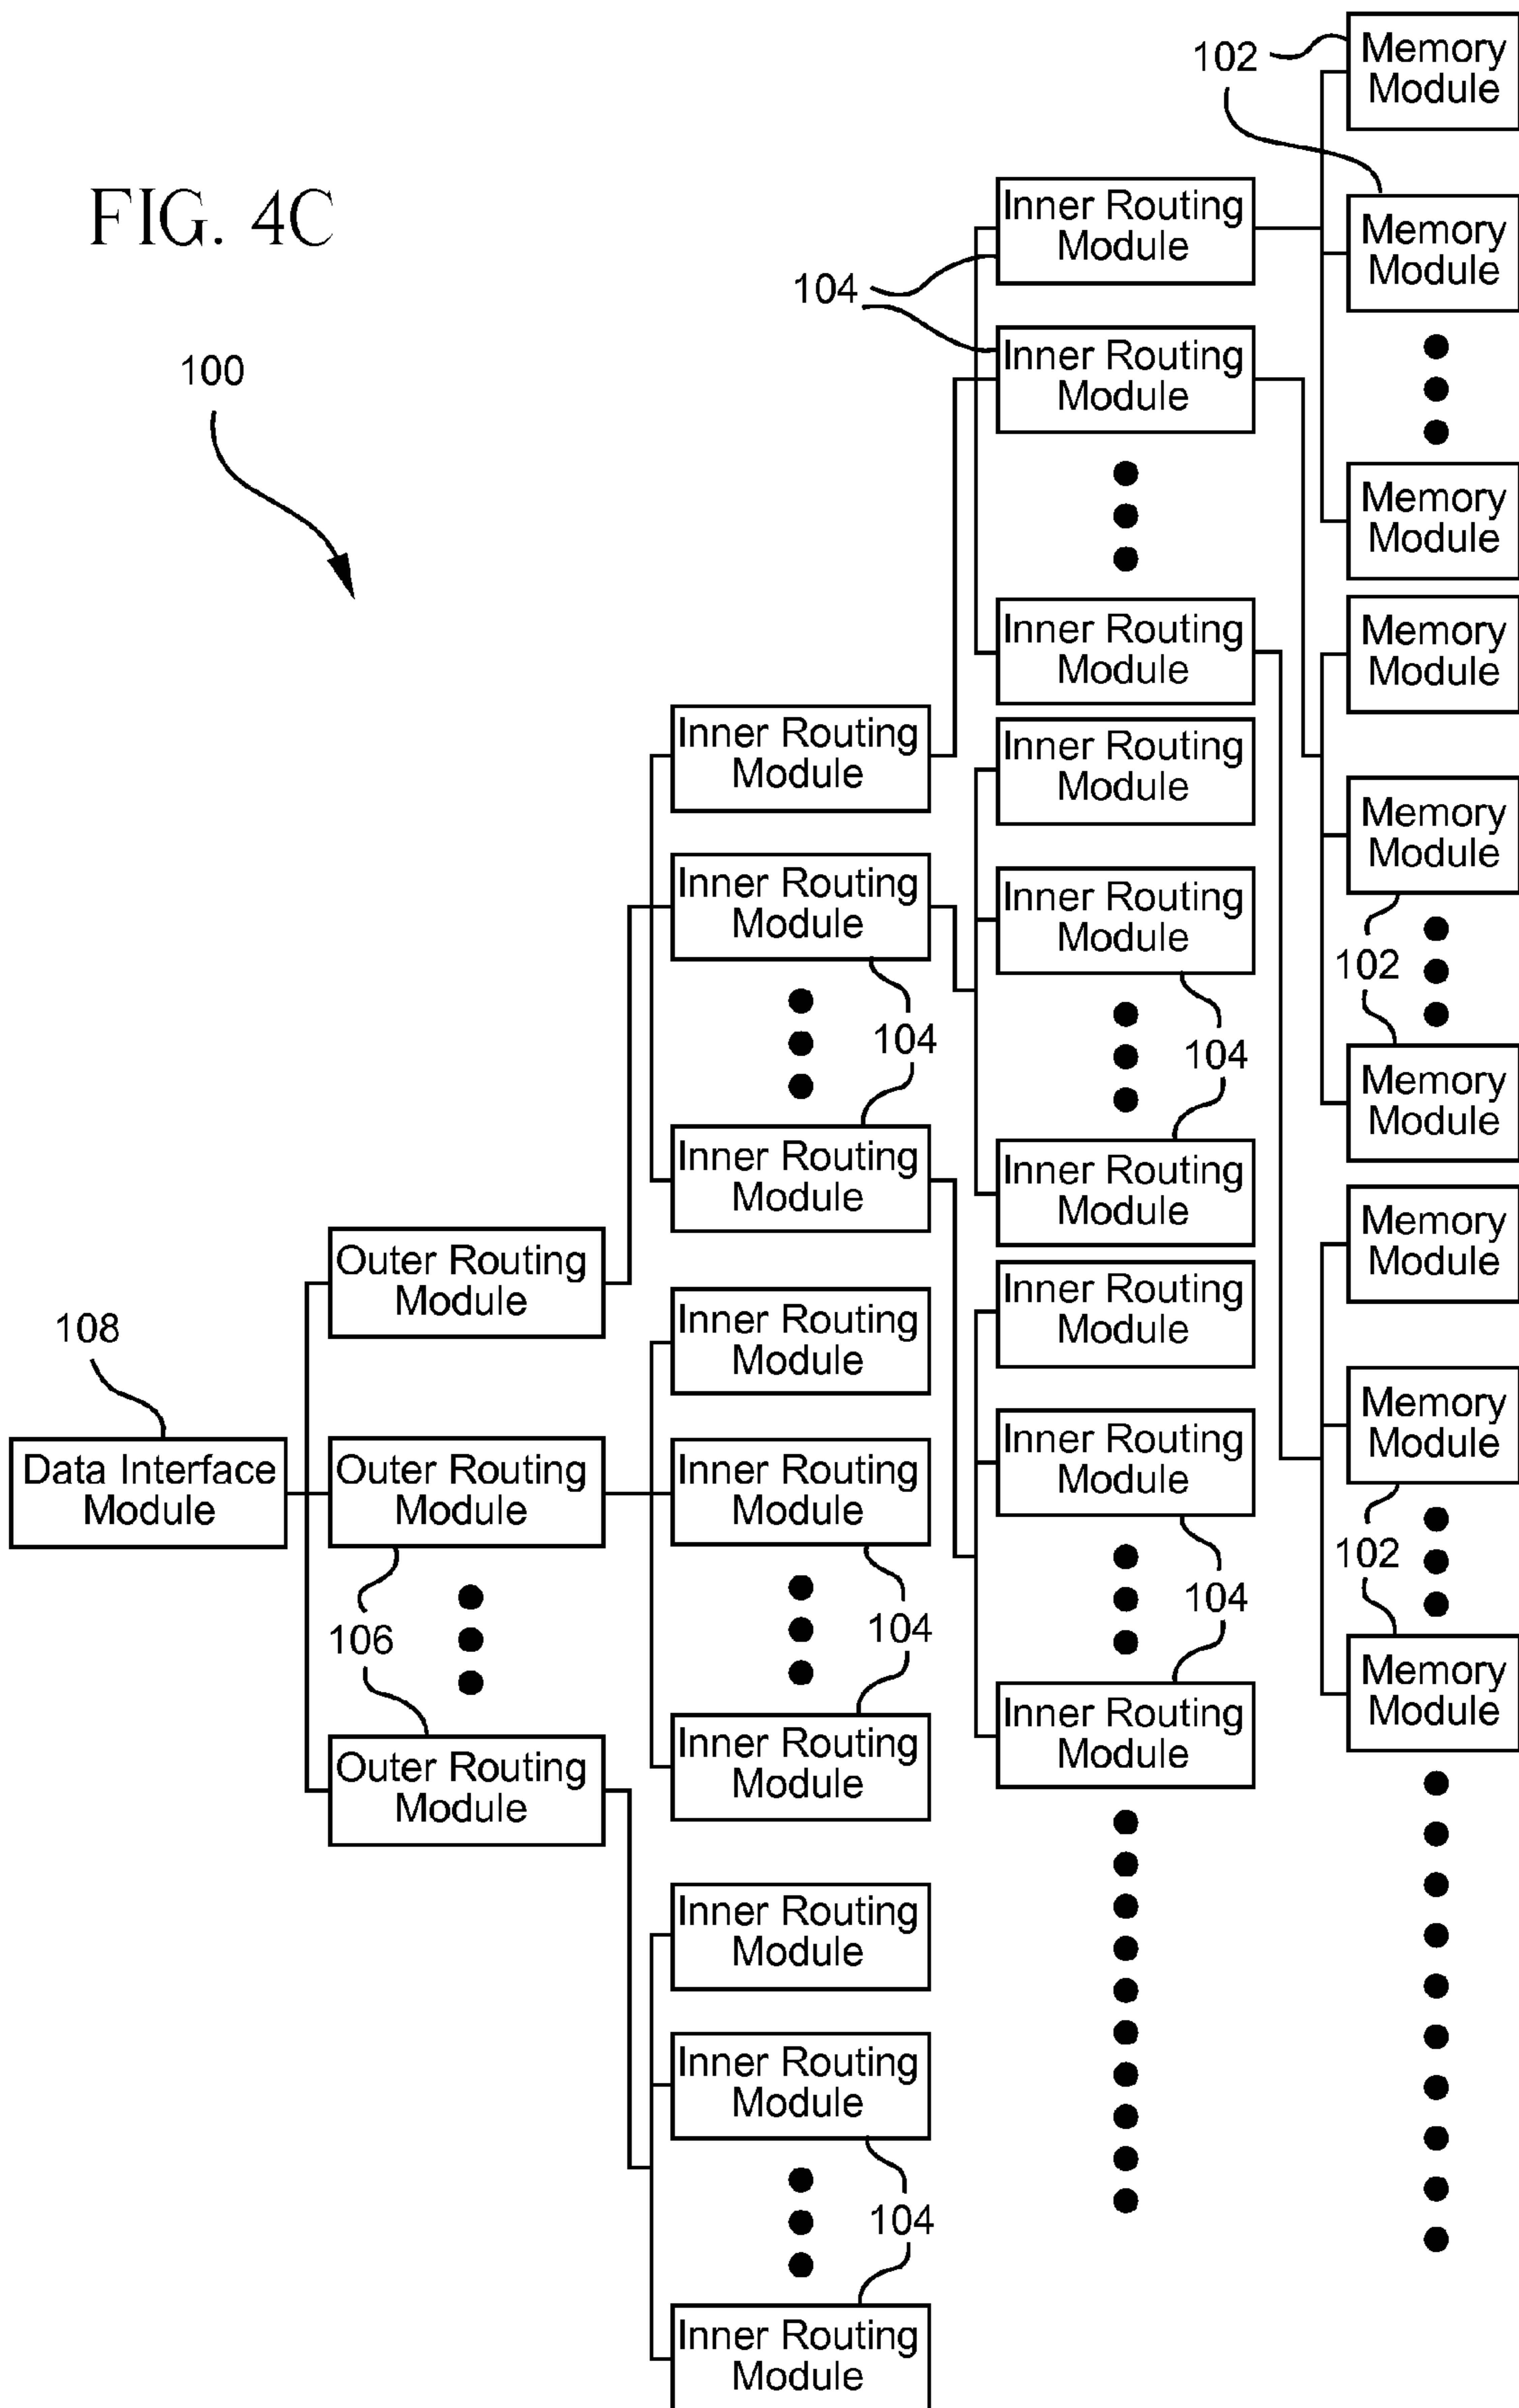 FIG. 4C
100
108
Data Interface
Module
Outer Routing
Module
Outer Routing
Module
106
Outer Routing
Module
Inner Routing
Module
Inner Routing
Module
104
Inner Routing
Module
Inner Routing
Module
Inner Routing
Module
104
Inner Routing
Module
Inner Routing
Module
Inner Routing
Module
104
Inner Routing
Module
104
Inner Routing
Module
Inner Routing
Module
Inner Routing
Module
Inner Routing
Module
Inner Routing
Module
104
Inner Routing
Module
Inner Routing
Module
Inner Routing
Module
104
Inner Routing
Module
102
Memory
Module
Memory
Module
Memory
Module
Memory
Module
Memory
Module
102
Memory
Module
Memory
Module
Memory
Module
102
Memory
Module